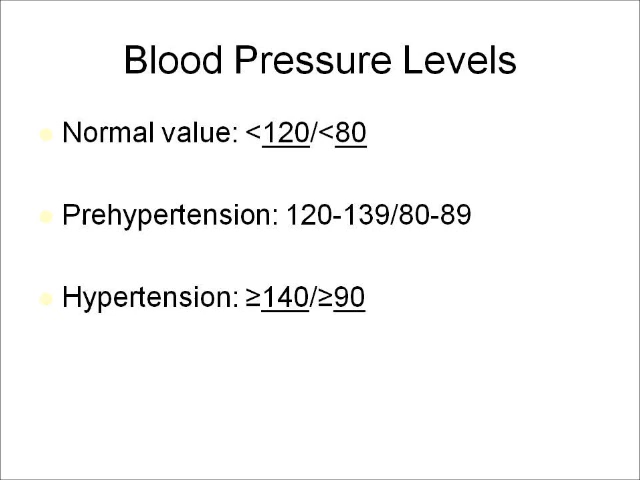 Blood Pressure Levels
Normal value: <120/<80
Prehypertension: 120-139/80-89
Hypertension: ≥140/≥90